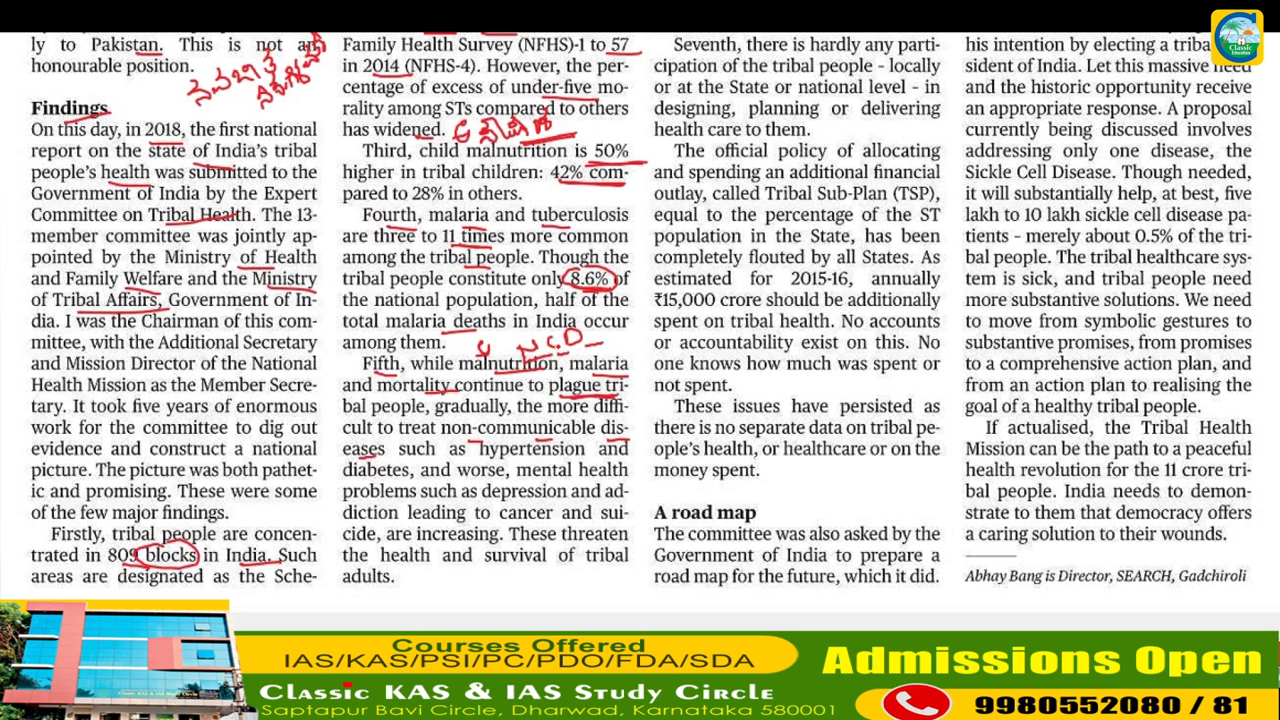 Classic
Education
ly to Pakistan. This is not an
honourable position.
Findings
On this day, in 2018, the first national
report on the state of India's tribal
people's health was submitted to the
Government of India by the Expert
Committee on Tribal Health. The 13-
member committee was jointly ap-
pointed by the Ministry of Health
and Family Welfare and the Ministry
of Tribal Affairs, Government of In-
dia. I was the Chairman of this com-
mittee, with the Additional Secretary
and Mission Director of the National
Health Mission as the Member Secre-
tary. It took five years of enormous
work for the committee to dig out
evidence and construct a national
picture. The picture was both pathet-
ic and promising. These were some
of the few major findings.
Firstly, tribal people are concen-
trated in 809 blocks in India. Such
areas are designated as the Sche-
Family Health Survey (NFHS)-1 to 57
in 2014 (NFHS-4). However, the per-
centage of excess of under-five mo-
rality among STs compared to others
has widened.
Third, child malnutrition is 50%
higher in tribal children: 42% com-
pared to 28% in others.
Fourth, malaria and tuberculosis
are three to 11 times more common
among the tribal people. Though the
tribal people constitute only 8.6% of
the national population, half of the
total malaria deaths in India occur
among them.
N.C.D
Fifth, while malnutrition, malaria
and mortality continue to plague tri-
bal people, gradually, the more diffi-
cult to treat non-communicable dis-
eases such as hypertension and
diabetes, and worse, mental health
problems such as depression and ad-
diction leading to cancer and sui-
cide, are increasing. These threaten
the health and survival of tribal
adults.
Seventh, there is hardly any parti-
cipation of the tribal people - locally
or at the State or national level - in
designing, planning or delivering
health care to them.
The official policy of allocating
and spending an additional financial
outlay, called Tribal Sub-Plan (TSP),
equal to the percentage of the ST
population in the State, has been
completely flouted by all States. As
estimated for 2015-16, annually
₹15,000 crore should be additionally
spent on tribal health. No accounts
or accountability exist on this. No
one knows how much was spent or
not spent.
These issues have persisted as
there is no separate data on tribal pe-
ople's health, or healthcare or on the
money spent.
A road map
The committee was also asked by the
Government of India to prepare a
road map for the future, which it did.
his intention by electing a tribal
sident of India. Let this massive need
and the historic opportunity receive
an appropriate response. A proposal
currently being discussed involves
addressing only one disease, the
Sickle Cell Disease. Though needed,
it will substantially help, at best, five
lakh to 10 lakh sickle cell disease pa-
tients - merely about 0.5% of the tri-
bal people. The tribal healthcare sys-
tem is sick, and tribal people need
more substantive solutions. We need
to move from symbolic gestures to
substantive promises, from promises
to a comprehensive action plan, and
from an action plan to realising the
goal of a healthy tribal people.
If actualised, the Tribal Health
Mission can be the path to a peaceful
health revolution for the 11 crore tri-
bal people. India needs to demon-
strate to them that democracy offers
a caring solution to their wounds.
Abhay Bang is Director, SEARCH, Gadchiroli
Courses Offered
IAS/KAS/PSI/PC/PDO/FDA/SDA
Classic KAS & IAS Study Circle
Saptapur Bavi Circle, Dharwad, Karnataka 580001
Admissions Open
9980552080 / 81